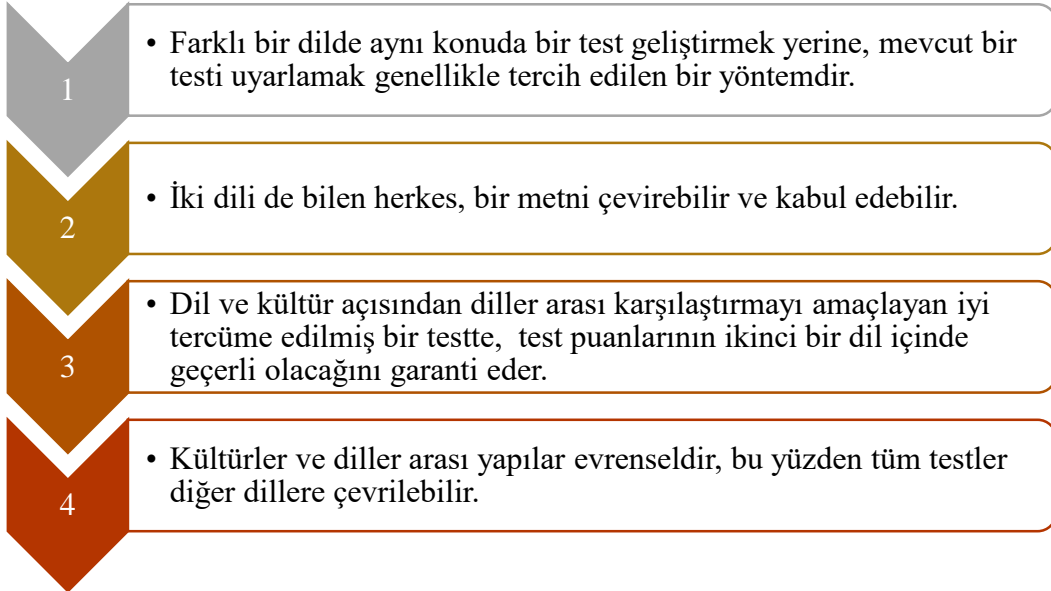 1
• Farklı bir dilde aynı konuda bir test geliştirmek yerine, mevcut bir
testi uyarlamak genellikle tercih edilen bir yöntemdir.
2
• İki dili de bilen herkes, bir metni çevirebilir ve kabul edebilir.
3
• Dil ve kültür açısından diller arası karşılaştırmayı amaçlayan iyi
tercüme edilmiş bir testte,  test puanlarının ikinci bir dil içinde
geçerli olacağını garanti eder.
4
• Kültürler ve diller arası yapılar evrenseldir, bu yüzden tüm testler
diğer dillere çevrilebilir.